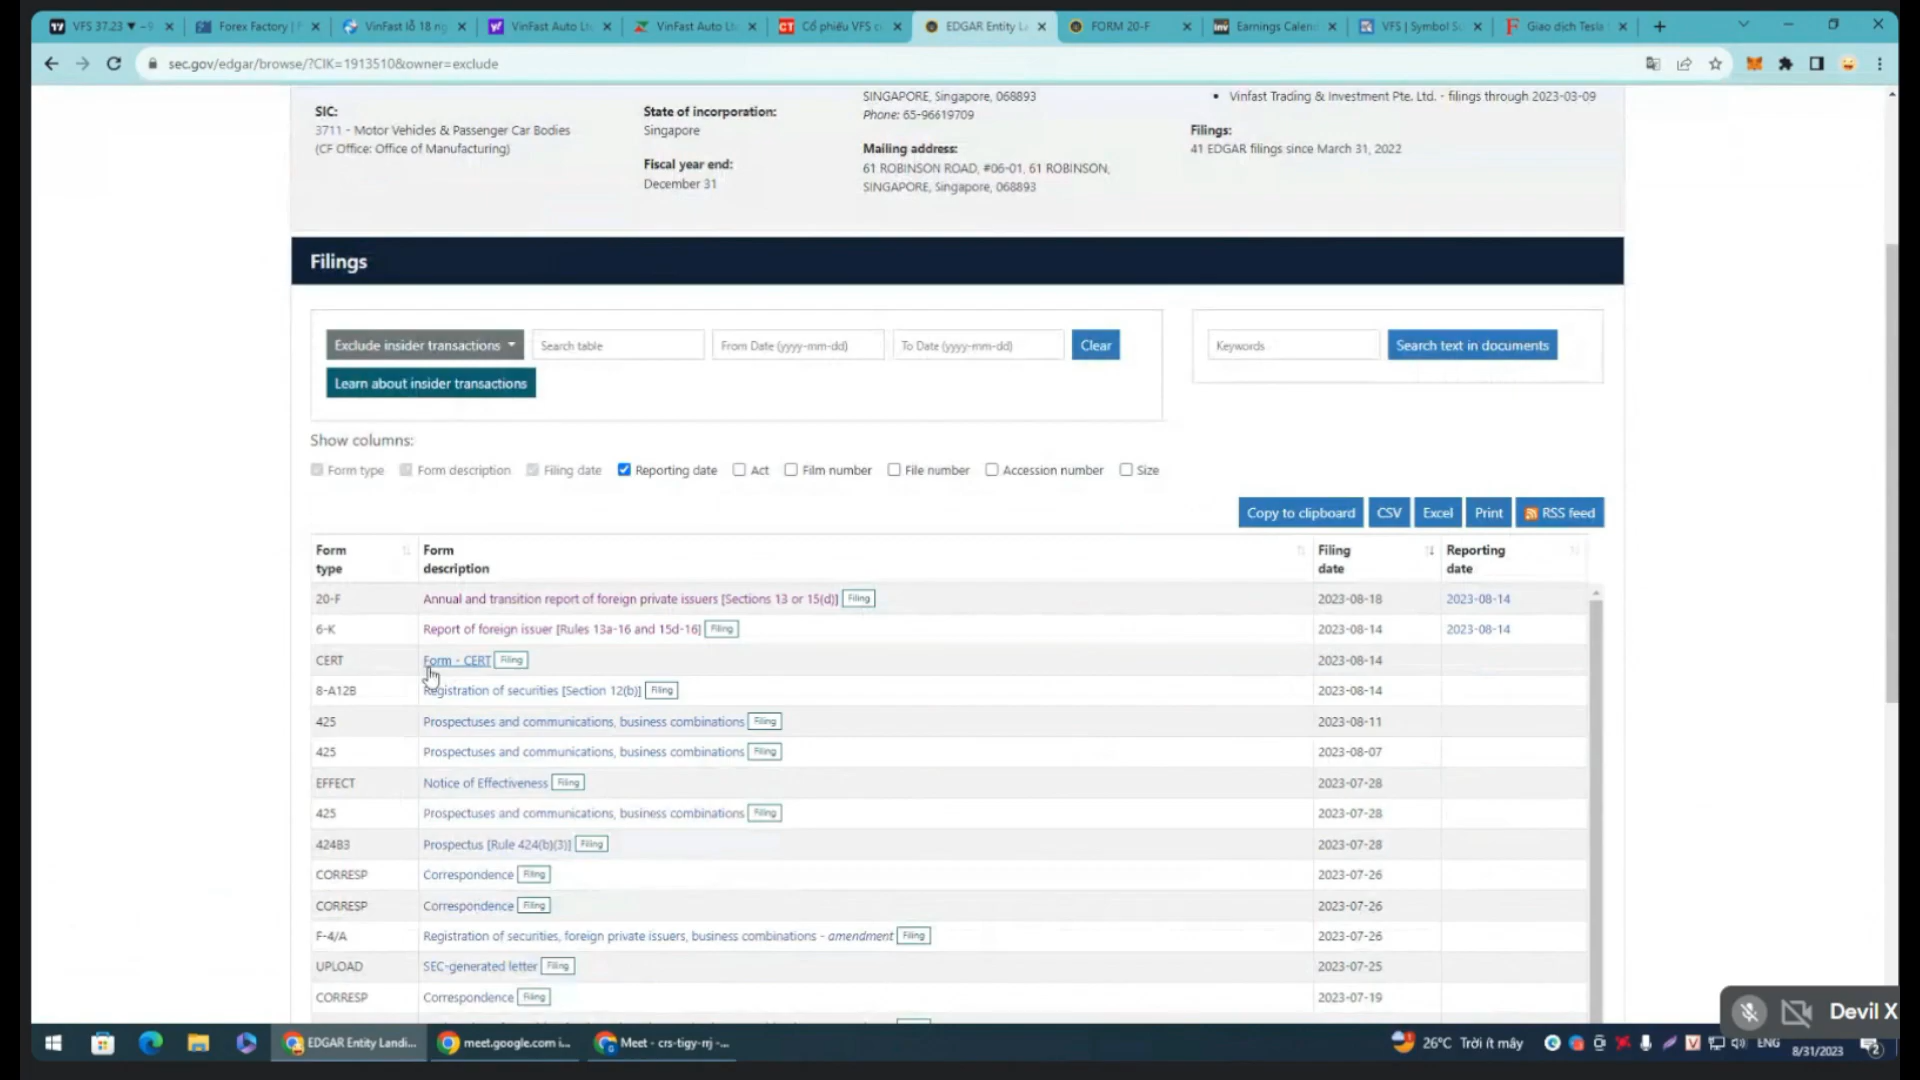 VFS 37.23 ▼ −9
Forex Factory | F
VinFast lỗ 18 ng
VinFast Auto Lt
VinFast Auto Lt
Cổ phiếu VFS c
EDGAR Entity La
FORM 20-F
Earnings Calen
VFS | Symbol S
Giao dịch Tesla
sec.gov/edgar/browse/?CIK=1913510&owner=exclude
SIC:
3711 - Motor Vehicles & Passenger Car Bodies
(CF Office: Office of Manufacturing)
State of incorporation:
Singapore
Fiscal year end:
December 31
SINGAPORE, Singapore, 068893
Phone: 65-96619709
Mailing address:
61 ROBINSON ROAD, #06-01, 61 ROBINSON,
SINGAPORE, Singapore, 068893
• Vinfast Trading & Investment Pte. Ltd. - filings through 2023-03-09
Filings:
41 EDGAR filings since March 31, 2022
Filings
Exclude insider transactions
Search table
From Date (yyyy-mm-dd)
To Date (yyyy-mm-dd)
Clear
Keywords
Search text in documents
Learn about insider transactions
Show columns:
Form type Form description Filing date Reporting date Act Film number File number Accession number Size
Copy to clipboard CSV Excel Print RSS feed
Form type Form description Filing date Reporting date
20-F Annual and transition report of foreign private issuers [Sections 13 or 15(d)] Filing 2023-08-18 2023-08-14
6-K Report of foreign issuer [Rules 13a-16 and 15d-16] Filing 2023-08-14 2023-08-14
CERT Form - CERT Filing 2023-08-14
8-A12B Registration of securities [Section 12(b)] Filing 2023-08-14
425 Prospectuses and communications, business combinations Filing 2023-08-11
425 Prospectuses and communications, business combinations Filing 2023-08-07
EFFECT Notice of Effectiveness Filing 2023-07-28
425 Prospectuses and communications, business combinations Filing 2023-07-28
424B3 Prospectus [Rule 424(b)(3)] Filing 2023-07-28
CORRESP Correspondence Filing 2023-07-26
CORRESP Correspondence Filing 2023-07-26
F-4/A Registration of securities, foreign private issuers, business combinations - amendment Filing 2023-07-26
UPLOAD SEC-generated letter Filing 2023-07-25
CORRESP Correspondence Filing 2023-07-19
Devil X
EDGAR Entity Landi...
meet.google.com i...
Meet - crs-tigy-rrj -...
26°C Trời ít mây
ENG
8/31/2023
2